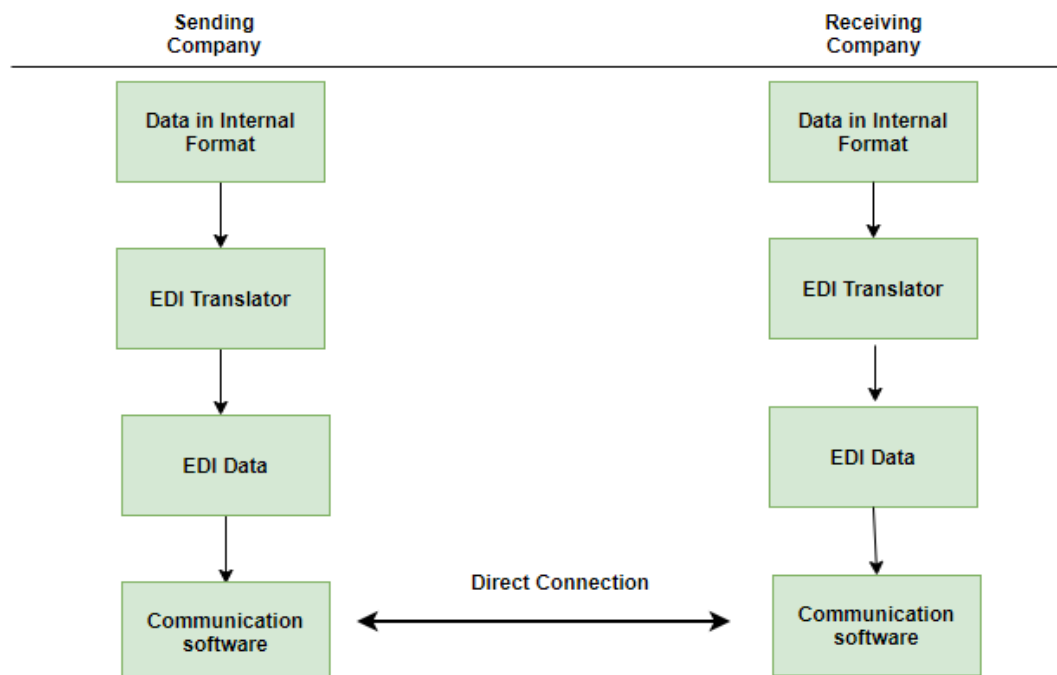 Sending
Company
Receiving
Company
Data in Internal
Format
Data in Internal
Format
EDI Translator
EDI Translator
EDI Data
EDI Data
Direct Connection
Communication
software
Communication
software